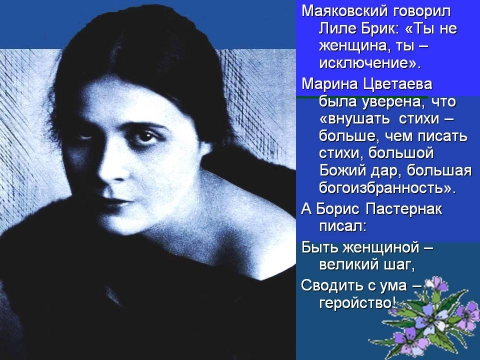 Маяковский говорил
Лиле Брик: «Ты не
женщина, ты –
исключение».
Марина Цветаева
была уверена, что
«внушать стихи –
больше, чем писать
стихи, большой
Божий дар, большая
богоизбранность».
А Борис Пастернак
писал:
Быть женщиной –
великий шаг,
Сводить с ума –
геройство!